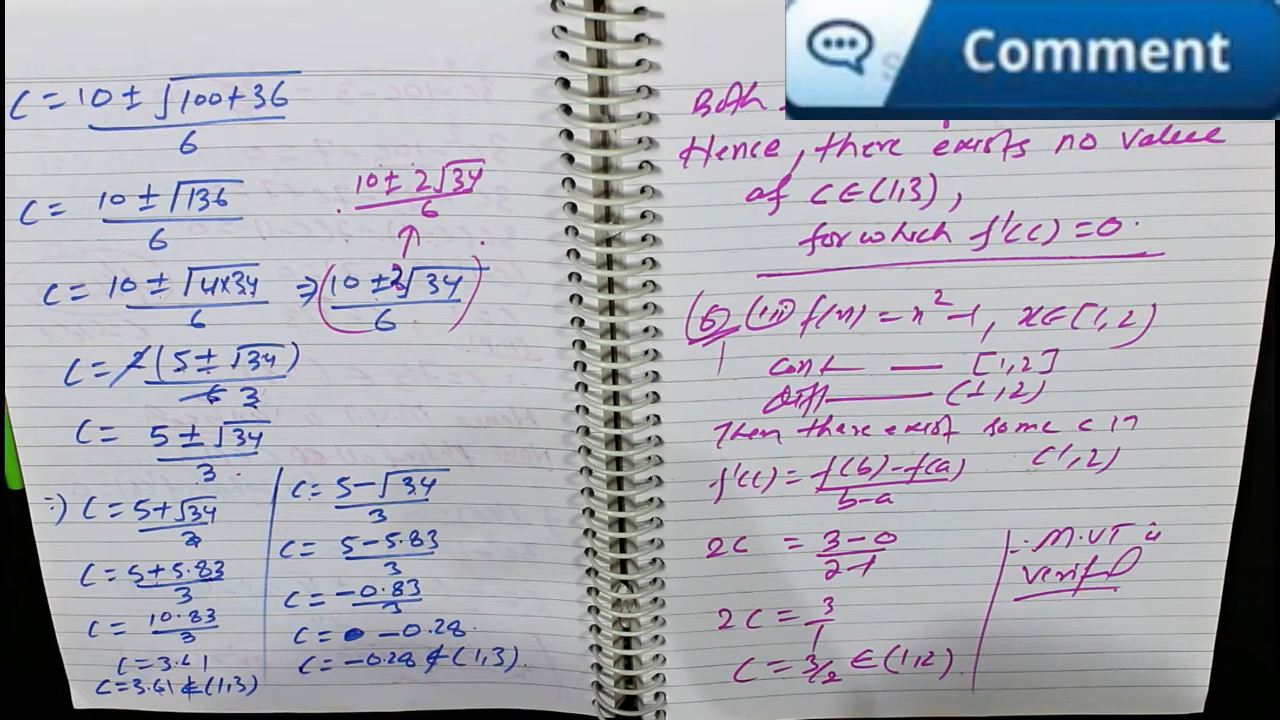 Comment
C = 10 ± √100+36 / 6
C = 10 ± √136 / 6
10 ± 2√34 / 6
C = 10 ± √4x34 / 6 ⇒ (10 ± 2√34 / 6)
C = 2(5 ± √34) / 6 3
C = 5 ± √34 / 3
∴) C = 5+√34 / 3
C = 5+5.83 / 3
C = 10.83 / 3
C = 3.61
C = 3.61 ∉ (1,3)
C = 5-√34 / 3
C = 5-5.83 / 3
C = -0.83 / 3
C = -0.28
C = -0.28 ∉ (1,3).
Both
Hence, there exists no value
of C ∈ (1,3),
for which f'(c) = 0.
(6) (iii) f(x) = x² -1, x ∈ [1,2)
cont — [1,2]
diff — (1,2)
Then there exist some c in
(1,2)
f'(c) = f(b)-f(a) / b-a
2C = 3-0 / 2-1
2C = 3 / 1
C = 3/2 ∈ (1,2)
∴ M.VT is
verified